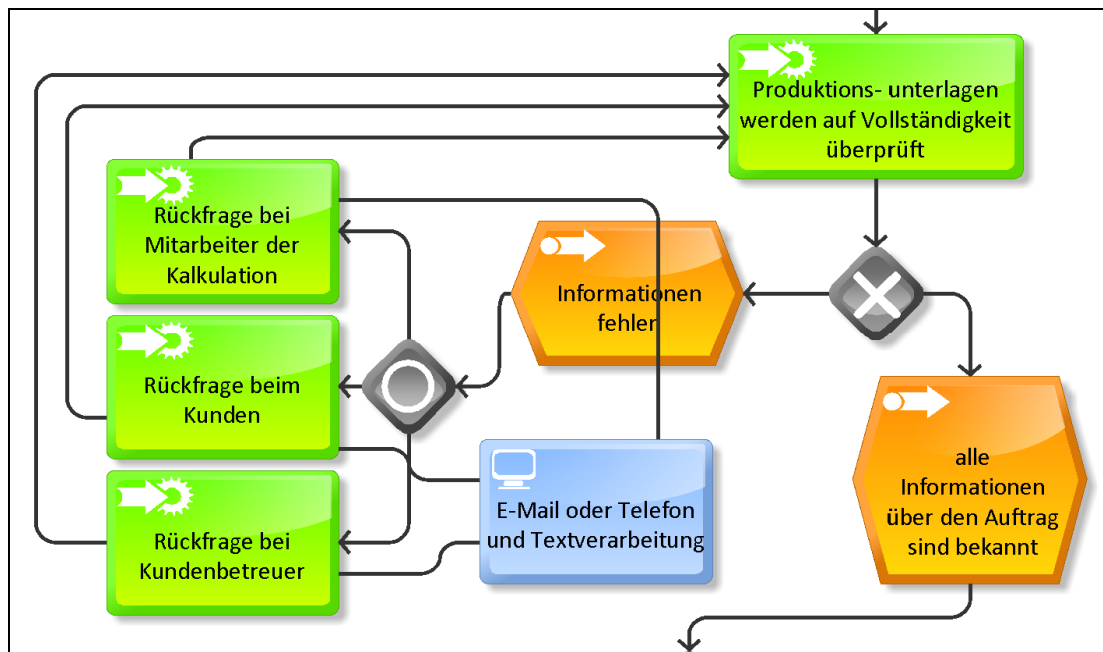 Produktions- unterlagen
werden auf Vollständigkeit
überprüft
Rückfrage bei
Mitarbeiter der
Kalkulation
Informationen
fehler
Rückfrage beim
Kunden
alle
Informationen
über den Auftrag
sind bekannt
E-Mail oder Telefon
und Textverarbeitung
Rückfrage bei
Kundenbetreuer